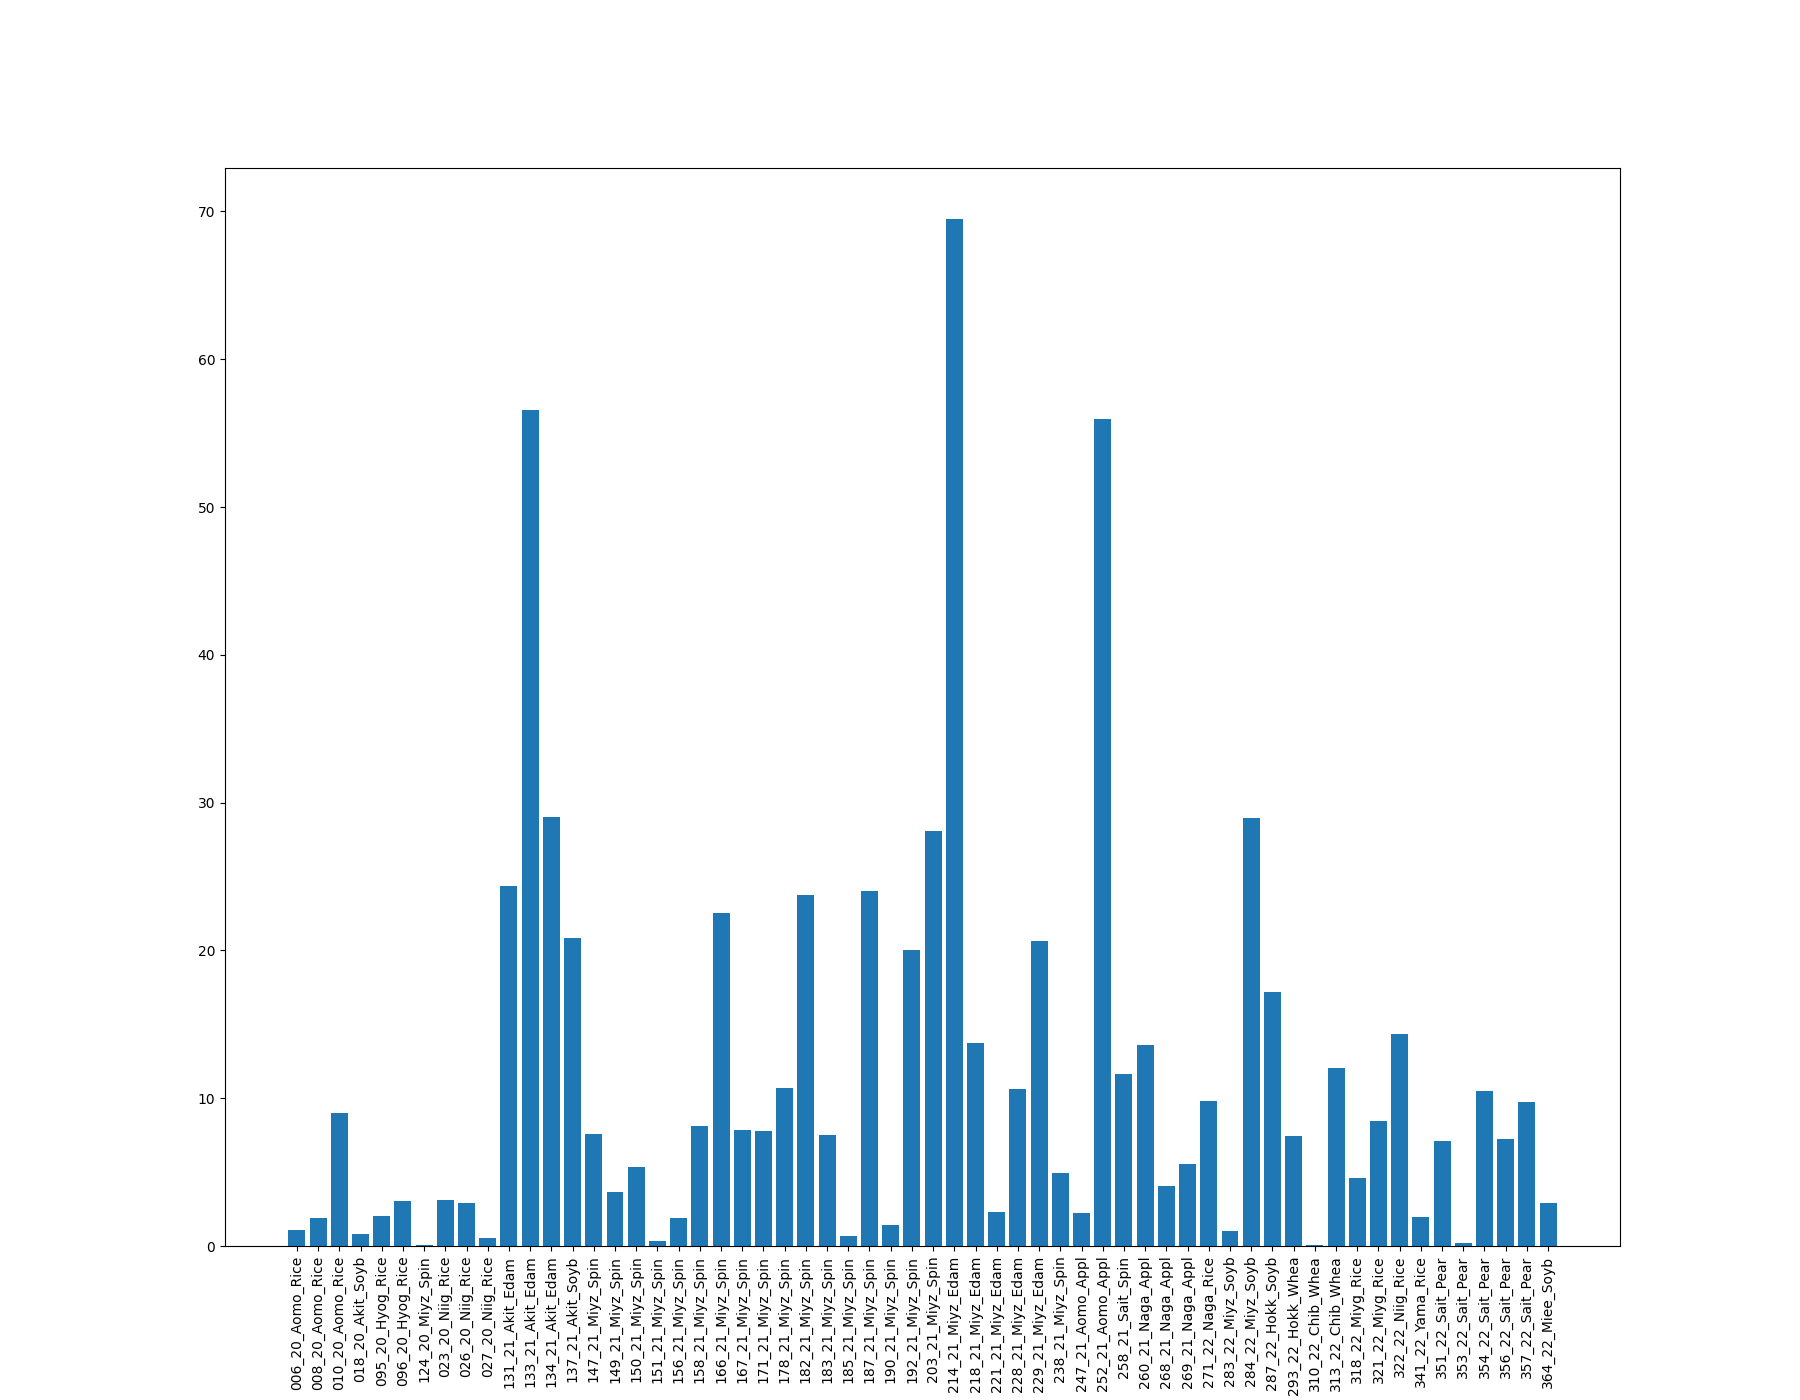 70
60
50
40
30
20
10
0
006_20_Aomo_Rice
008_20_Aomo_Rice
010_20_Aomo_Rice
018_20_Akit_Soyb
095_20_Hyog_Rice
096_20_Hyog_Rice
124_20_Miyz_Spin
023_20_Niig_Rice
026_20_Niig_Rice
027_20_Niig_Rice
131_21_Akit_Edam
133_21_Akit_Edam
134_21_Akit_Edam
137_21_Akit_Soyb
147_21_Miyz_Spin
149_21_Miyz_Spin
150_21_Miyz_Spin
151_21_Miyz_Spin
156_21_Miyz_Spin
158_21_Miyz_Spin
166_21_Miyz_Spin
167_21_Miyz_Spin
171_21_Miyz_Spin
178_21_Miyz_Spin
182_21_Miyz_Spin
183_21_Miyz_Spin
185_21_Miyz_Spin
187_21_Miyz_Spin
190_21_Miyz_Spin
192_21_Miyz_Spin
203_21_Miyz_Spin
214_21_Miyz_Edam
218_21_Miyz_Edam
221_21_Miyz_Edam
228_21_Miyz_Edam
229_21_Miyz_Edam
238_21_Miyz_Spin
247_21_Aomo_Appl
252_21_Aomo_Appl
258_21_Sait_Spin
260_21_Naga_Appl
268_21_Naga_Appl
269_21_Naga_Appl
271_22_Naga_Rice
283_22_Miyz_Soyb
284_22_Miyz_Soyb
287_22_Hokk_Soyb
293_22_Hokk_Whea
310_22_Chib_Whea
313_22_Chib_Whea
318_22_Miyg_Rice
321_22_Miyg_Rice
322_22_Niig_Rice
341_22_Yama_Rice
351_22_Sait_Pear
353_22_Sait_Pear
354_22_Sait_Pear
356_22_Sait_Pear
357_22_Sait_Pear
364_22_Miee_Soyb